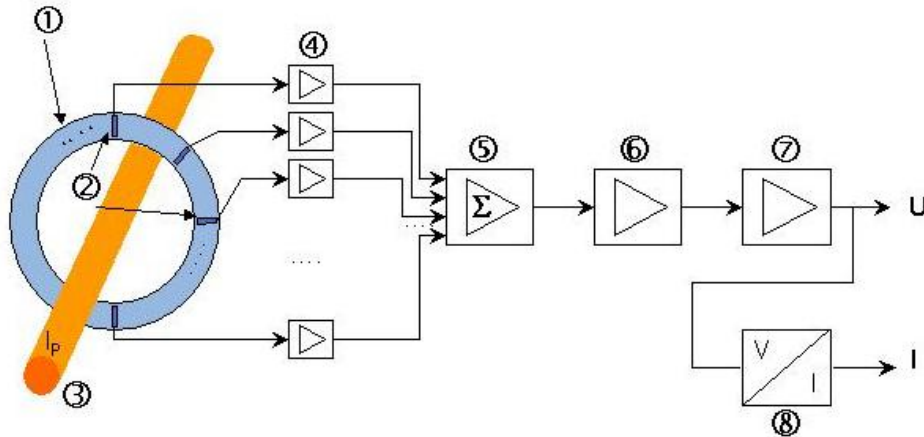 ①
④
②
⑤
⑥
⑦
Σ
U
I_P
③
V
I
I
⑧